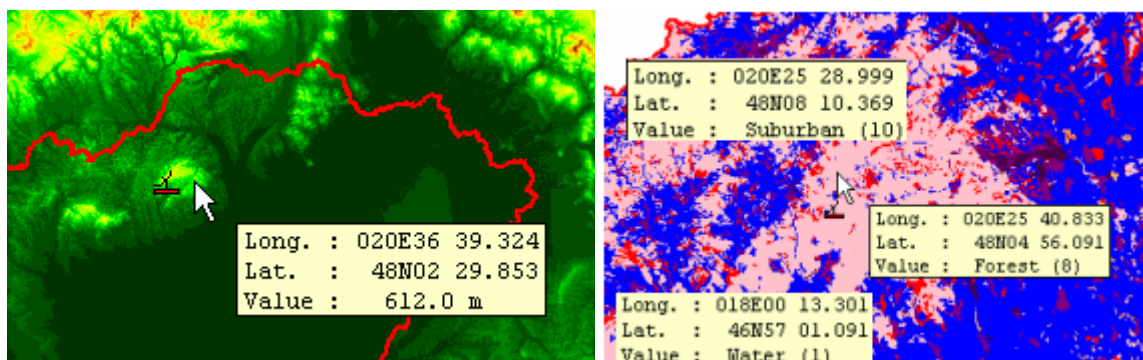 Long. : 020E36 39.324
Lat. : 48N02 29.853
Value : 612.0 m
Long. : 020E25 28.999
Lat. : 48N08 10.369
Value : Suburban (10)
Long. : 020E25 40.833
Lat. : 48N04 56.091
Value : Forest (8)
Long. : 018E00 13.301
Lat. : 46N57 01.091
Value : Water (1)